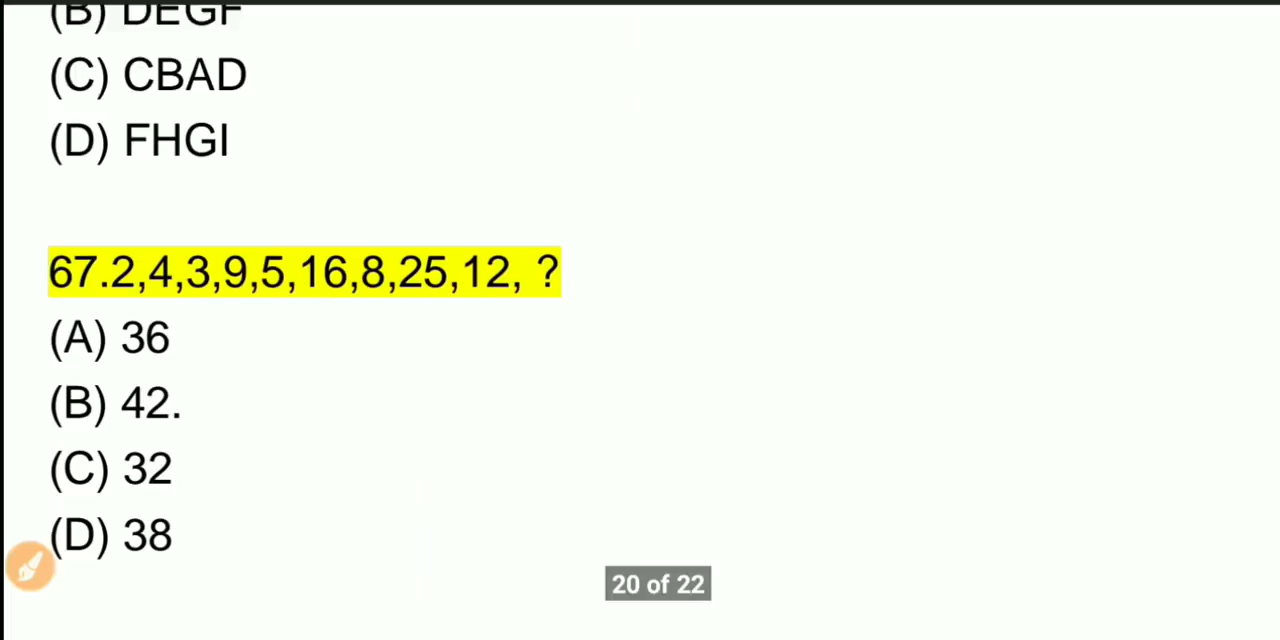 (B) DEGF
(C) CBAD
(D) FHGI
67.2,4,3,9,5,16,8,25,12, ?
(A) 36
(B) 42.
(C) 32
(D) 38
20 of 22